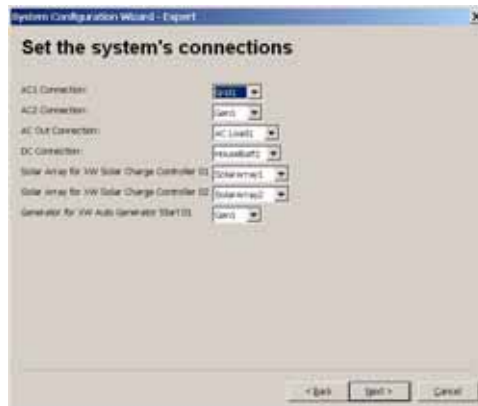 System Configuration Wizard - Expert
Set the system's connections
AC1 Connection: Grid1
AC2 Connection: Gen1
AC Out Connection: AC Load1
DC Connection: HouseBatt1
Solar Array for XW Solar Charge Controller 01 SolarArray1
Solar Array for XW Solar Charge Controller 02 SolarArray2
Generator for XW Auto Generator Start 01 Gen1
< Back Next > Cancel